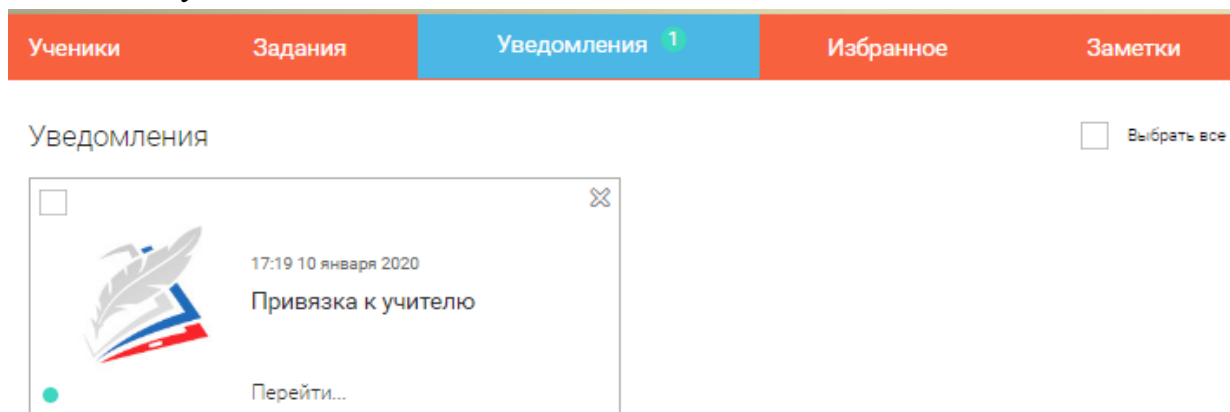 Ученики Задания Уведомления 1 Избранное Заметки
Уведомления
Выбрать все
17:19 10 января 2020
Привязка к учителю
Перейти...